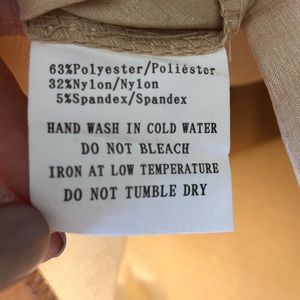 63%Polyester/Poliéster
32%Nylon/Nylon
5%Spandex/Spandex
HAND WASH IN COLD WATER
DO NOT BLEACH
IRON AT LOW TEMPERATURE
DO NOT TUMBLE DRY